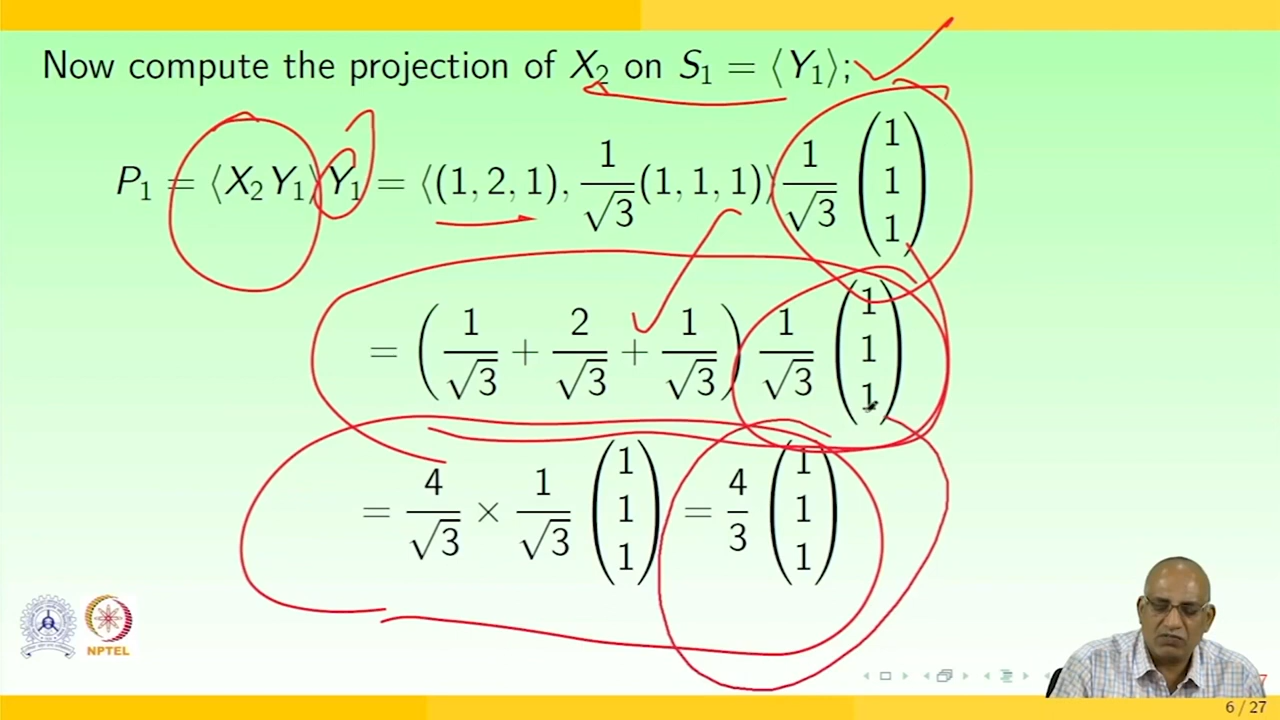 Now compute the projection of X₂ on S₁ = ⟨Y₁⟩;
P₁ = ⟨X₂Y₁⟩Y₁ = ⟨(1, 2, 1), 1/√3 (1, 1, 1)⟩ 1/√3 (1 1 1)
= (1/√3 + 2/√3 + 1/√3) 1/√3 (1 1 1)
= 4/√3 × 1/√3 (1 1 1) = 4/3 (1 1 1)
NPTEL
6 / 27